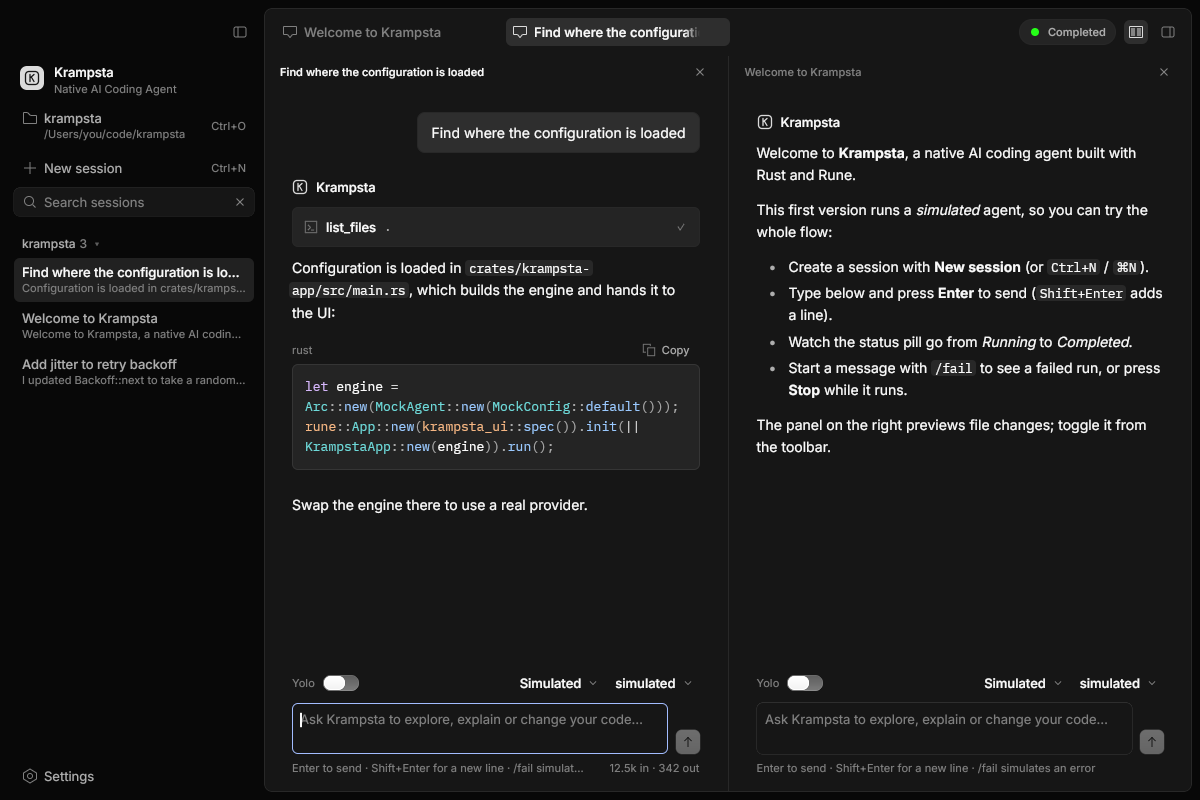 Krampsta
Native AI Coding Agent
krampsta
/Users/you/code/krampsta
Ctrl+O
New session
Ctrl+N
Search sessions
krampsta 3
Find where the configuration is lo...
Configuration is loaded in crates/kramps...
Welcome to Krampsta
Welcome to Krampsta, a native AI codin...
Add jitter to retry backoff
I updated Backoff::next to take a random...
Settings
Welcome to Krampsta
Find where the configurati
Completed
Find where the configuration is loaded
Find where the configuration is loaded
K Krampsta
list_files .
Configuration is loaded in crates/krampsta-
app/src/main.rs, which builds the engine and hands it to
the UI:
rust
Copy
let engine =
Arc::new(MockAgent::new(MockConfig::default()));
rune::App::new(krampsta_ui::spec()).init(||
KrampstaApp::new(engine)).run();
Swap the engine there to use a real provider.
Yolo
Simulated
simulated
Ask Krampsta to explore, explain or change your code...
Enter to send · Shift+Enter for a new line · /fail simulat...
12.5k in · 342 out
Welcome to Krampsta
K Krampsta
Welcome to Krampsta, a native AI coding agent built with
Rust and Rune.
This first version runs a simulated agent, so you can try the
whole flow:
• Create a session with New session (or Ctrl+N / ⌘N).
• Type below and press Enter to send (Shift+Enter adds
a line).
• Watch the status pill go from Running to Completed.
• Start a message with /fail to see a failed run, or press
Stop while it runs.
The panel on the right previews file changes; toggle it from
the toolbar.
Yolo
Simulated
simulated
Ask Krampsta to explore, explain or change your code...
Enter to send · Shift+Enter for a new line · /fail simulates an error